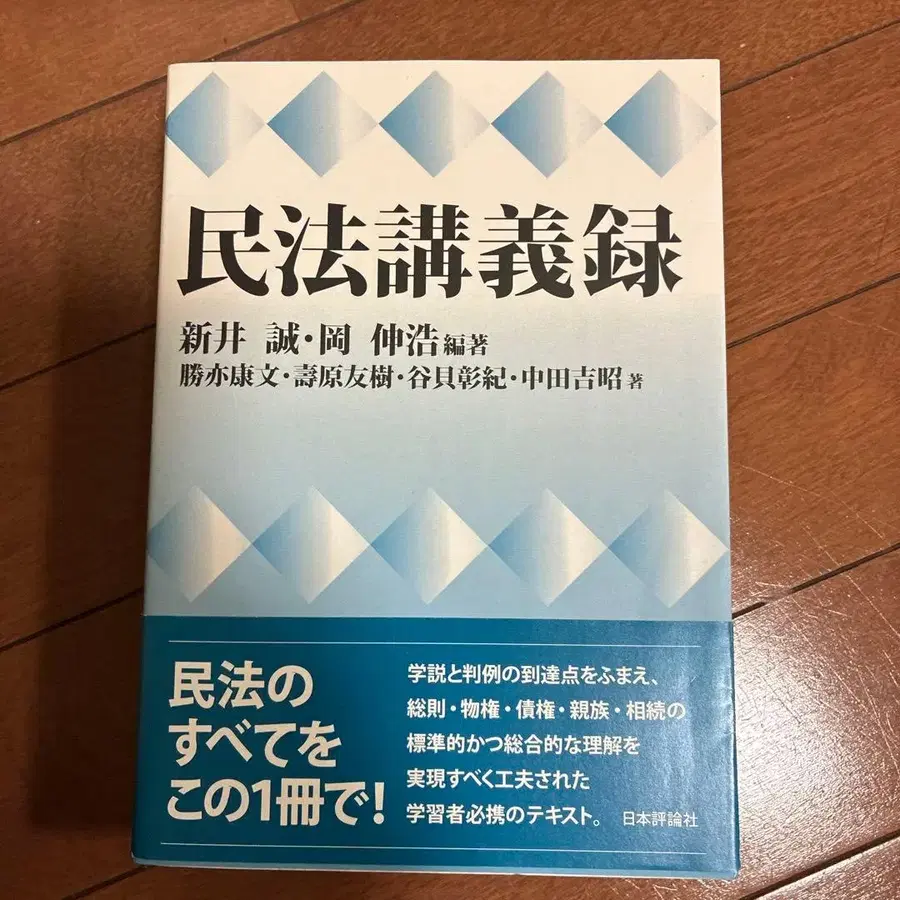 民法講義録
新井 誠・岡 伸浩 編著
勝亦康文・壽原友樹・谷貝彰紀・中田吉昭 著
民法の
すべてを
この1冊で!
学説と判例の到達点をふまえ、
総則・物権・債権・親族・相続の
標準的かつ総合的な理解を
実現すべく工夫された
学習者必携のテキスト。 日本評論社